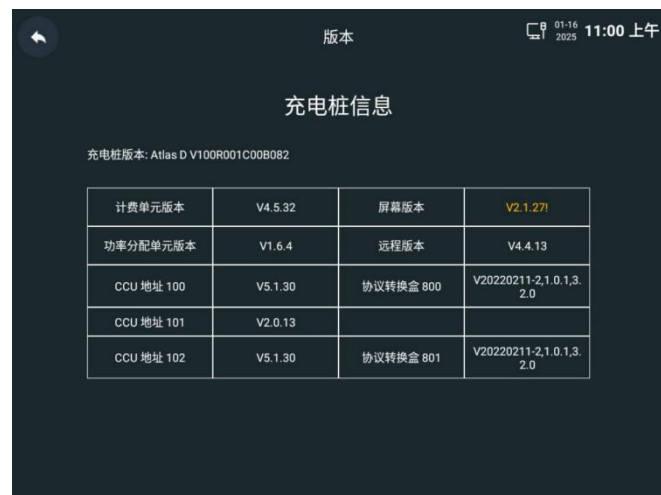 版本
01-16
2025
11:00 上午
充电桩信息
充电桩版本: Atlas D V100R001C00B082
计费单元版本 V4.5.32 屏幕版本 V2.1.27!
功率分配单元版本 V1.6.4 远程版本 V4.4.13
CCU 地址 100 V5.1.30 协议转换盒 800 V20220211-2,1.0.1,3.
2.0
CCU 地址 101 V2.0.13
CCU 地址 102 V5.1.30 协议转换盒 801 V20220211-2,1.0.1,3.
2.0